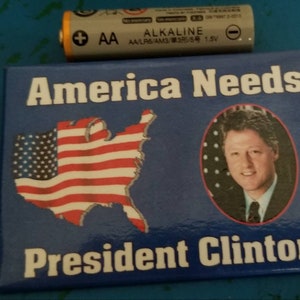 + AA
ALKALINE
AA/LR6/AM3/
1.5V
America Needs
President Clinton